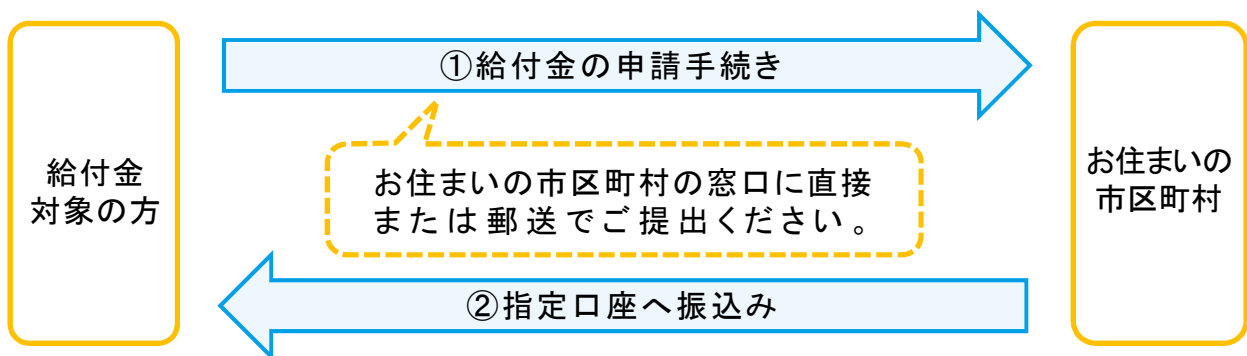 ①給付金の申請手続き
給付金
対象の方
お住まいの市区町村の窓口に直接
または郵送でご提出ください。
お住まいの
市区町村
②指定口座へ振込み